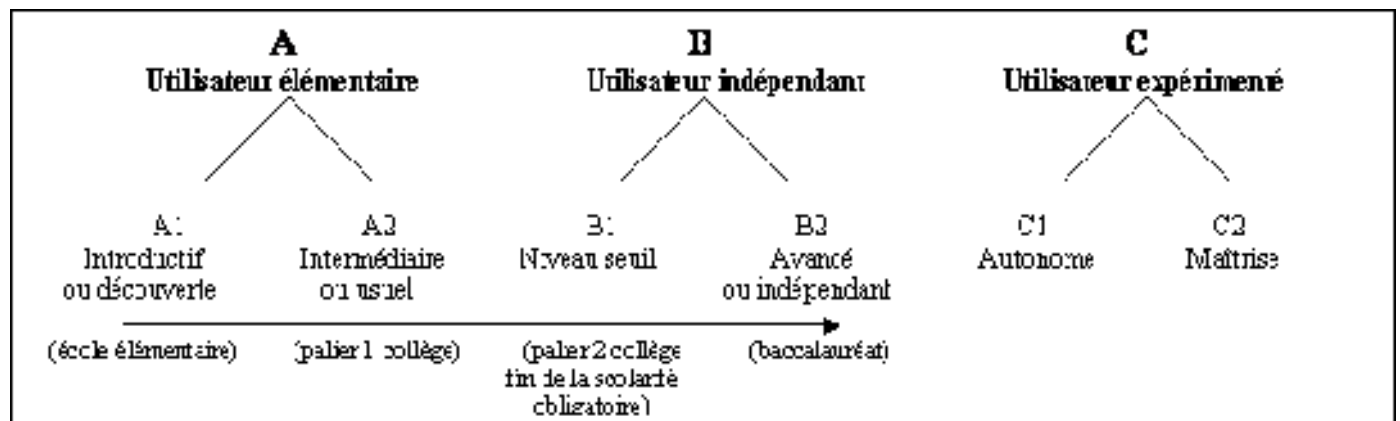 A
Utilisateur élémentaire
B
Utilisateur indépendant
C
Utilisateur expérimenté
A1
Introductif
ou découverte
A2
Intermédiaire
ou usuel
B1
Niveau seuil
B2
Avancé
ou indépendant
C1
Autonome
C2
Maîtrise
(école élémentaire)
(palier 1 collège)
(palier 2 collège
fin de la scolarité
obligatoire)
(baccalauréat)